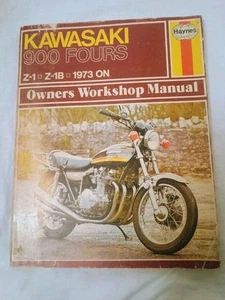 KAWASAKI
900 FOURS
Haynes
Z-1 □ Z-1B □ 1973 ON
Owners Workshop Manual